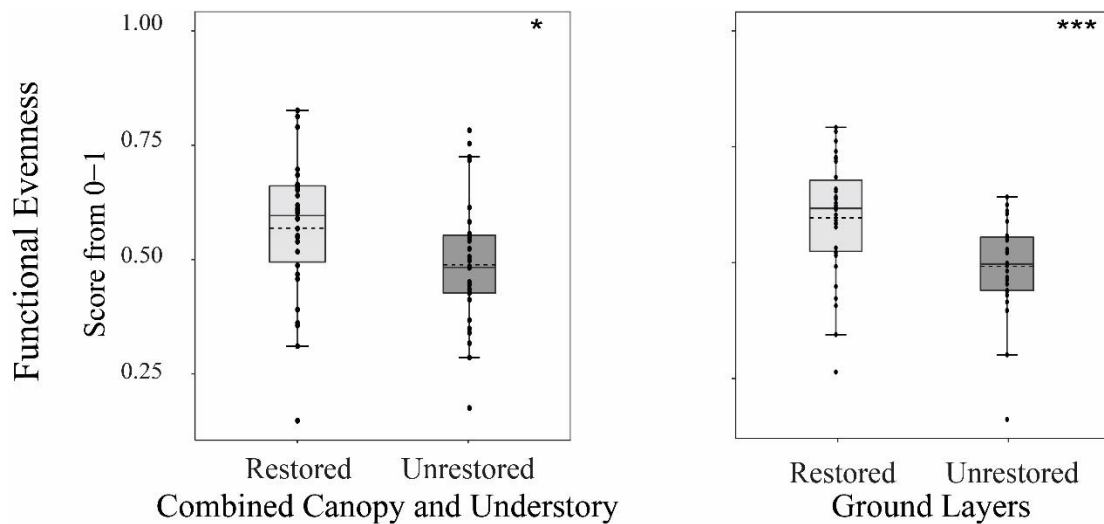 Functional Evenness
Score from 0–1
1.00
0.75
0.50
0.25
*
***
Restored Unrestored
Combined Canopy and Understory
Restored Unrestored
Ground Layers